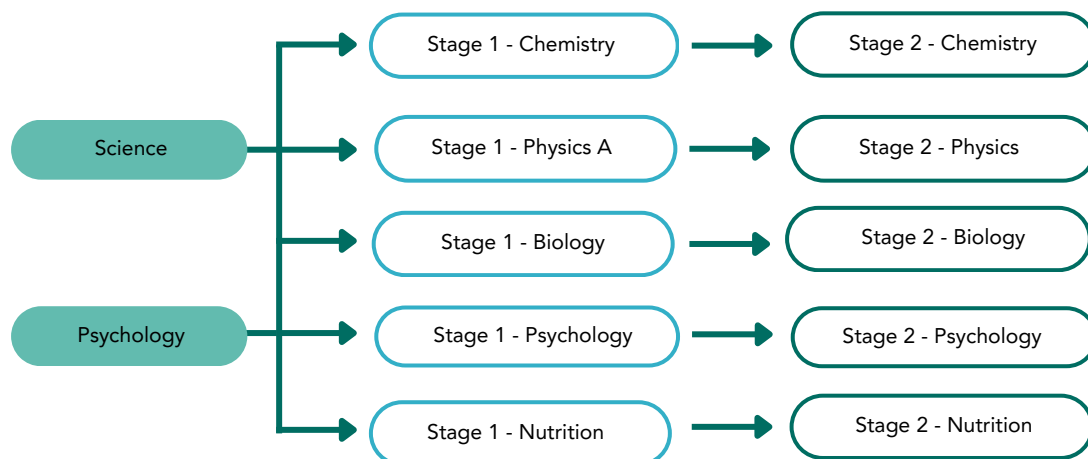 Stage 1 - Chemistry
Stage 2 - Chemistry
Science
Stage 1 - Physics A
Stage 2 - Physics
Stage 1 - Biology
Stage 2 - Biology
Psychology
Stage 1 - Psychology
Stage 2 - Psychology
Stage 1 - Nutrition
Stage 2 - Nutrition